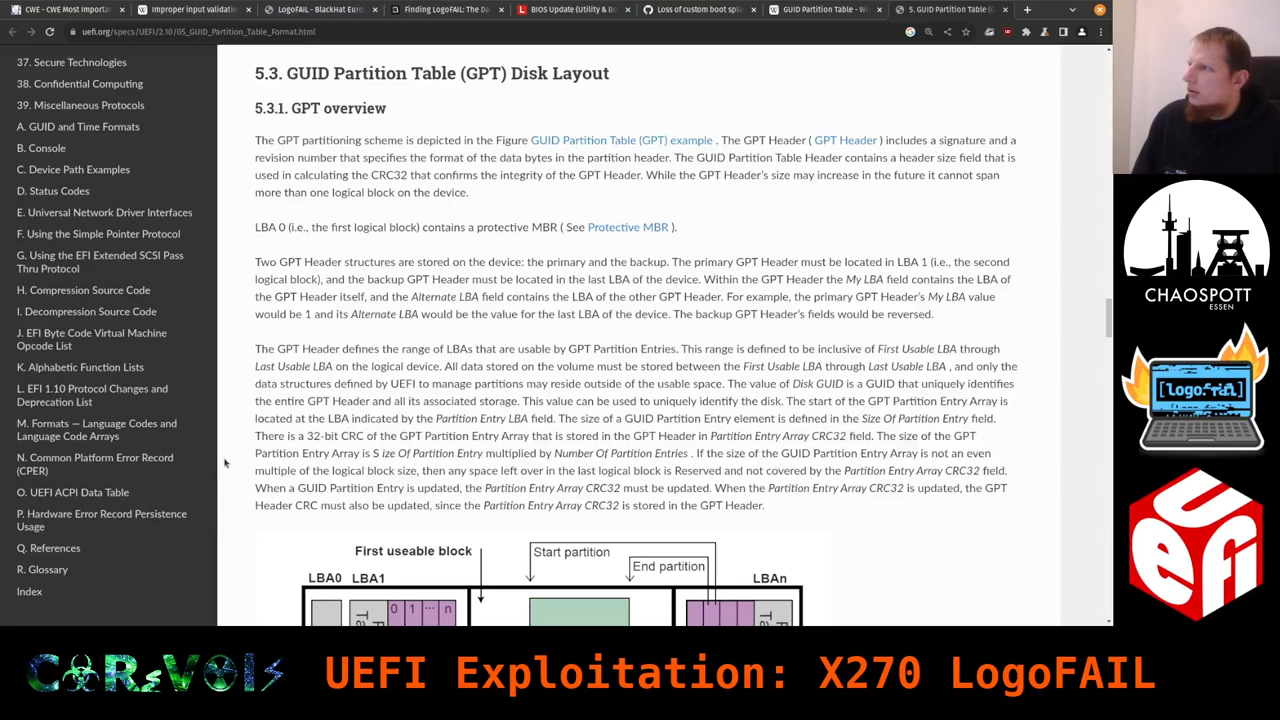 CWE - CWE Most Importa
Improper input validatio
LogoFAIL - BlackHat Euro
Finding LogoFAIL: The Da
BIOS Update (Utility & Bo
Loss of custom boot spla
GUID Partition Table - Wi
5. GUID Partition Table (G
uefi.org/specs/UEFI/2.10/05_GUID_Partition_Table_Format.html
37. Secure Technologies
38. Confidential Computing
39. Miscellaneous Protocols
A. GUID and Time Formats
B. Console
C. Device Path Examples
D. Status Codes
E. Universal Network Driver Interfaces
F. Using the Simple Pointer Protocol
G. Using the EFI Extended SCSI Pass
Thru Protocol
H. Compression Source Code
I. Decompression Source Code
J. EFI Byte Code Virtual Machine
Opcode List
K. Alphabetic Function Lists
L. EFI 1.10 Protocol Changes and
Deprecation List
M. Formats — Language Codes and
Language Code Arrays
N. Common Platform Error Record
(CPER)
O. UEFI ACPI Data Table
P. Hardware Error Record Persistence
Usage
Q. References
R. Glossary
Index
5.3. GUID Partition Table (GPT) Disk Layout
5.3.1. GPT overview
The GPT partitioning scheme is depicted in the Figure GUID Partition Table (GPT) example . The GPT Header ( GPT Header ) includes a signature and a
revision number that specifies the format of the data bytes in the partition header. The GUID Partition Table Header contains a header size field that is
used in calculating the CRC32 that confirms the integrity of the GPT Header. While the GPT Header's size may increase in the future it cannot span
more than one logical block on the device.
LBA 0 (i.e., the first logical block) contains a protective MBR ( See Protective MBR ).
Two GPT Header structures are stored on the device: the primary and the backup. The primary GPT Header must be located in LBA 1 (i.e., the second
logical block), and the backup GPT Header must be located in the last LBA of the device. Within the GPT Header the My LBA field contains the LBA of
the GPT Header itself, and the Alternate LBA field contains the LBA of the other GPT Header. For example, the primary GPT Header's My LBA value
would be 1 and its Alternate LBA would be the value for the last LBA of the device. The backup GPT Header's fields would be reversed.
The GPT Header defines the range of LBAs that are usable by GPT Partition Entries. This range is defined to be inclusive of First Usable LBA through
Last Usable LBA on the logical device. All data stored on the volume must be stored between the First Usable LBA through Last Usable LBA , and only the
data structures defined by UEFI to manage partitions may reside outside of the usable space. The value of Disk GUID is a GUID that uniquely identifies
the entire GPT Header and all its associated storage. This value can be used to uniquely identify the disk. The start of the GPT Partition Entry Array is
located at the LBA indicated by the Partition Entry LBA field. The size of a GUID Partition Entry element is defined in the Size Of Partition Entry field.
There is a 32-bit CRC of the GPT Partition Entry Array that is stored in the GPT Header in Partition Entry Array CRC32 field. The size of the GPT
Partition Entry Array is S ize Of Partition Entry multiplied by Number Of Partition Entries . If the size of the GUID Partition Entry Array is not an even
multiple of the logical block size, then any space left over in the last logical block is Reserved and not covered by the Partition Entry Array CRC32 field.
When a GUID Partition Entry is updated, the Partition Entry Array CRC32 must be updated. When the Partition Entry Array CRC32 is updated, the GPT
Header CRC must also be updated, since the Partition Entry Array CRC32 is stored in the GPT Header.
First useable block
Start partition
End partition
LBA0 LBA1
LBAn
0 1 ... n
CHAOSPOTT
ESSEN
[logofail]
UEFI
UEFI Exploitation: X270 LogoFAIL